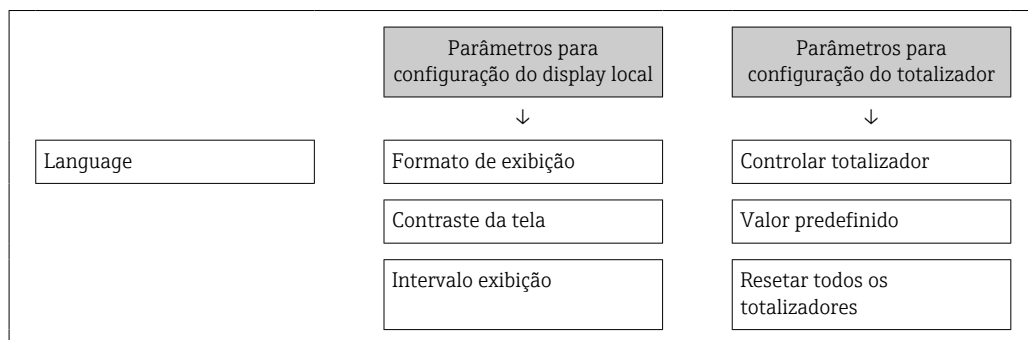 Parâmetros para
configuração do display local
Parâmetros para
configuração do totalizador
↓
↓
Language
Formato de exibição
Controlar totalizador
Contraste da tela
Valor predefinido
Intervalo exibição
Resetar todos os
totalizadores